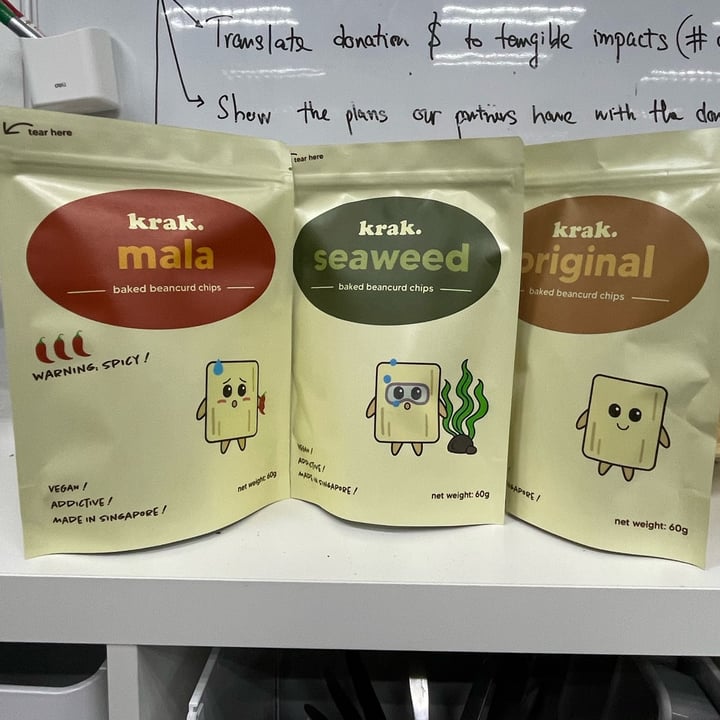 Translate donation $ to tangible impacts (#
Show the plans our partners have with the
tear here
krak.
mala
baked beancurd chips
WARNING, SPICY!
VEGAN!
ADDICTIVE!
MADE IN SINGAPORE!
net weight: 60g
tear here
krak.
seaweed
baked beancurd chips
VEGAN!
ADDICTIVE!
MADE IN SINGAPORE!
net weight: 60g
krak.
original
baked beancurd chips
net weight: 60g